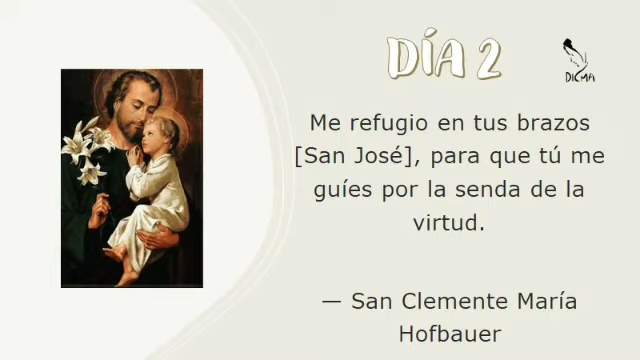 DÍA 2
DICMA
Me refugio en tus brazos
[San José], para que tú me
guíes por la senda de la
virtud.
— San Clemente María
Hofbauer